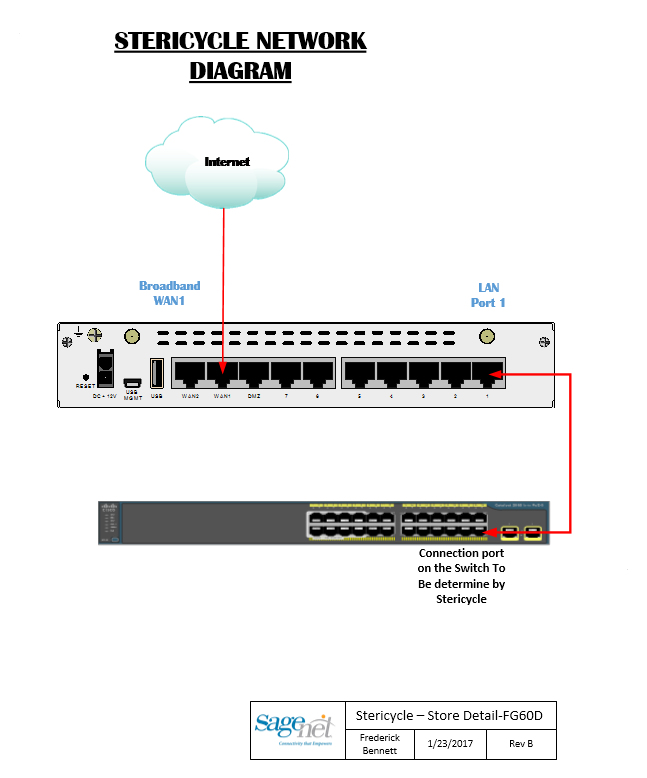 STERICYCLE NETWORK
DIAGRAM
Internet
Broadband
WAN1
LAN
Port 1
RESET
DC + 12V
USB
MGMT
USB
WAN2
WAN1
DMZ
7
6
5
4
3
2
1
Connection port
on the Switch To
Be determine by
Stericycle
Sagenet
Connectivity that Empowers
Stericycle – Store Detail-FG60D
Frederick
Bennett
1/23/2017
Rev B